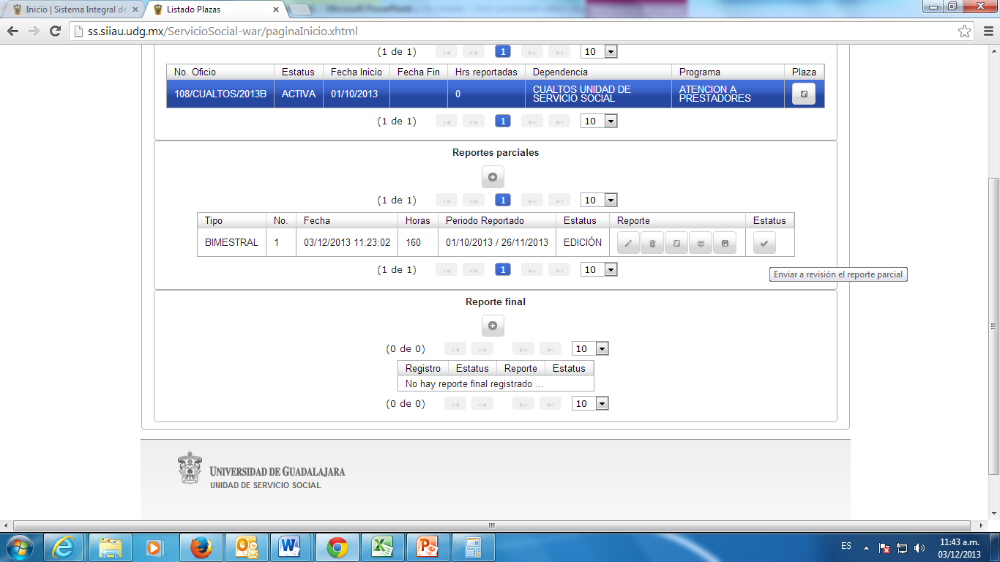 Inicio | Sistema Integral de
Listado Plazas
Microsoft PowerPoint
ss.siiau.udg.mx/ServicioSocial-war/paginaInicio.xhtml
(1 de 1) 1 10
No. Oficio Estatus Fecha Inicio Fecha Fin Hrs reportadas Dependencia Programa Plaza
108/CUALTOS/2013B ACTIVA 01/10/2013 0 CUALTOS UNIDAD DE SERVICIO SOCIAL ATENCION A PRESTADORES
(1 de 1) 1 10
Reportes parciales
(1 de 1) 1 10
Tipo No. Fecha Horas Periodo Reportado Estatus Reporte Estatus
BIMESTRAL 1 03/12/2013 11:23:02 160 01/10/2013 / 26/11/2013 EDICIÓN
(1 de 1) 1 10
Enviar a revisión el reporte parcial
Reporte final
(0 de 0) 10
Registro Estatus Reporte Estatus
No hay reporte final registrado ...
(0 de 0) 10
UNIVERSIDAD DE GUADALAJARA
UNIDAD DE SERVICIO SOCIAL
ES
11:43 a.m.
03/12/2013